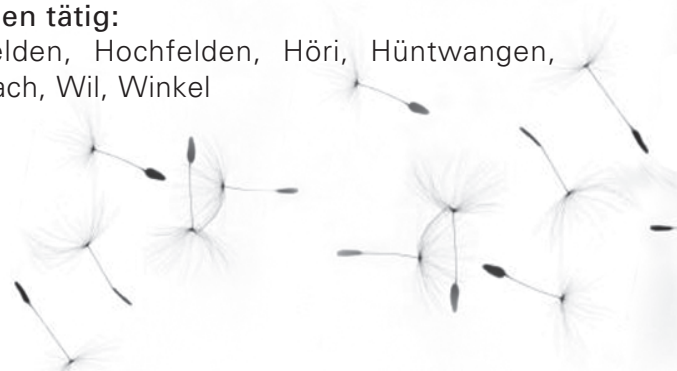 en tätig:
elden, Hochfelden, Höri, Hüntwangen,
ach, Wil, Winkel